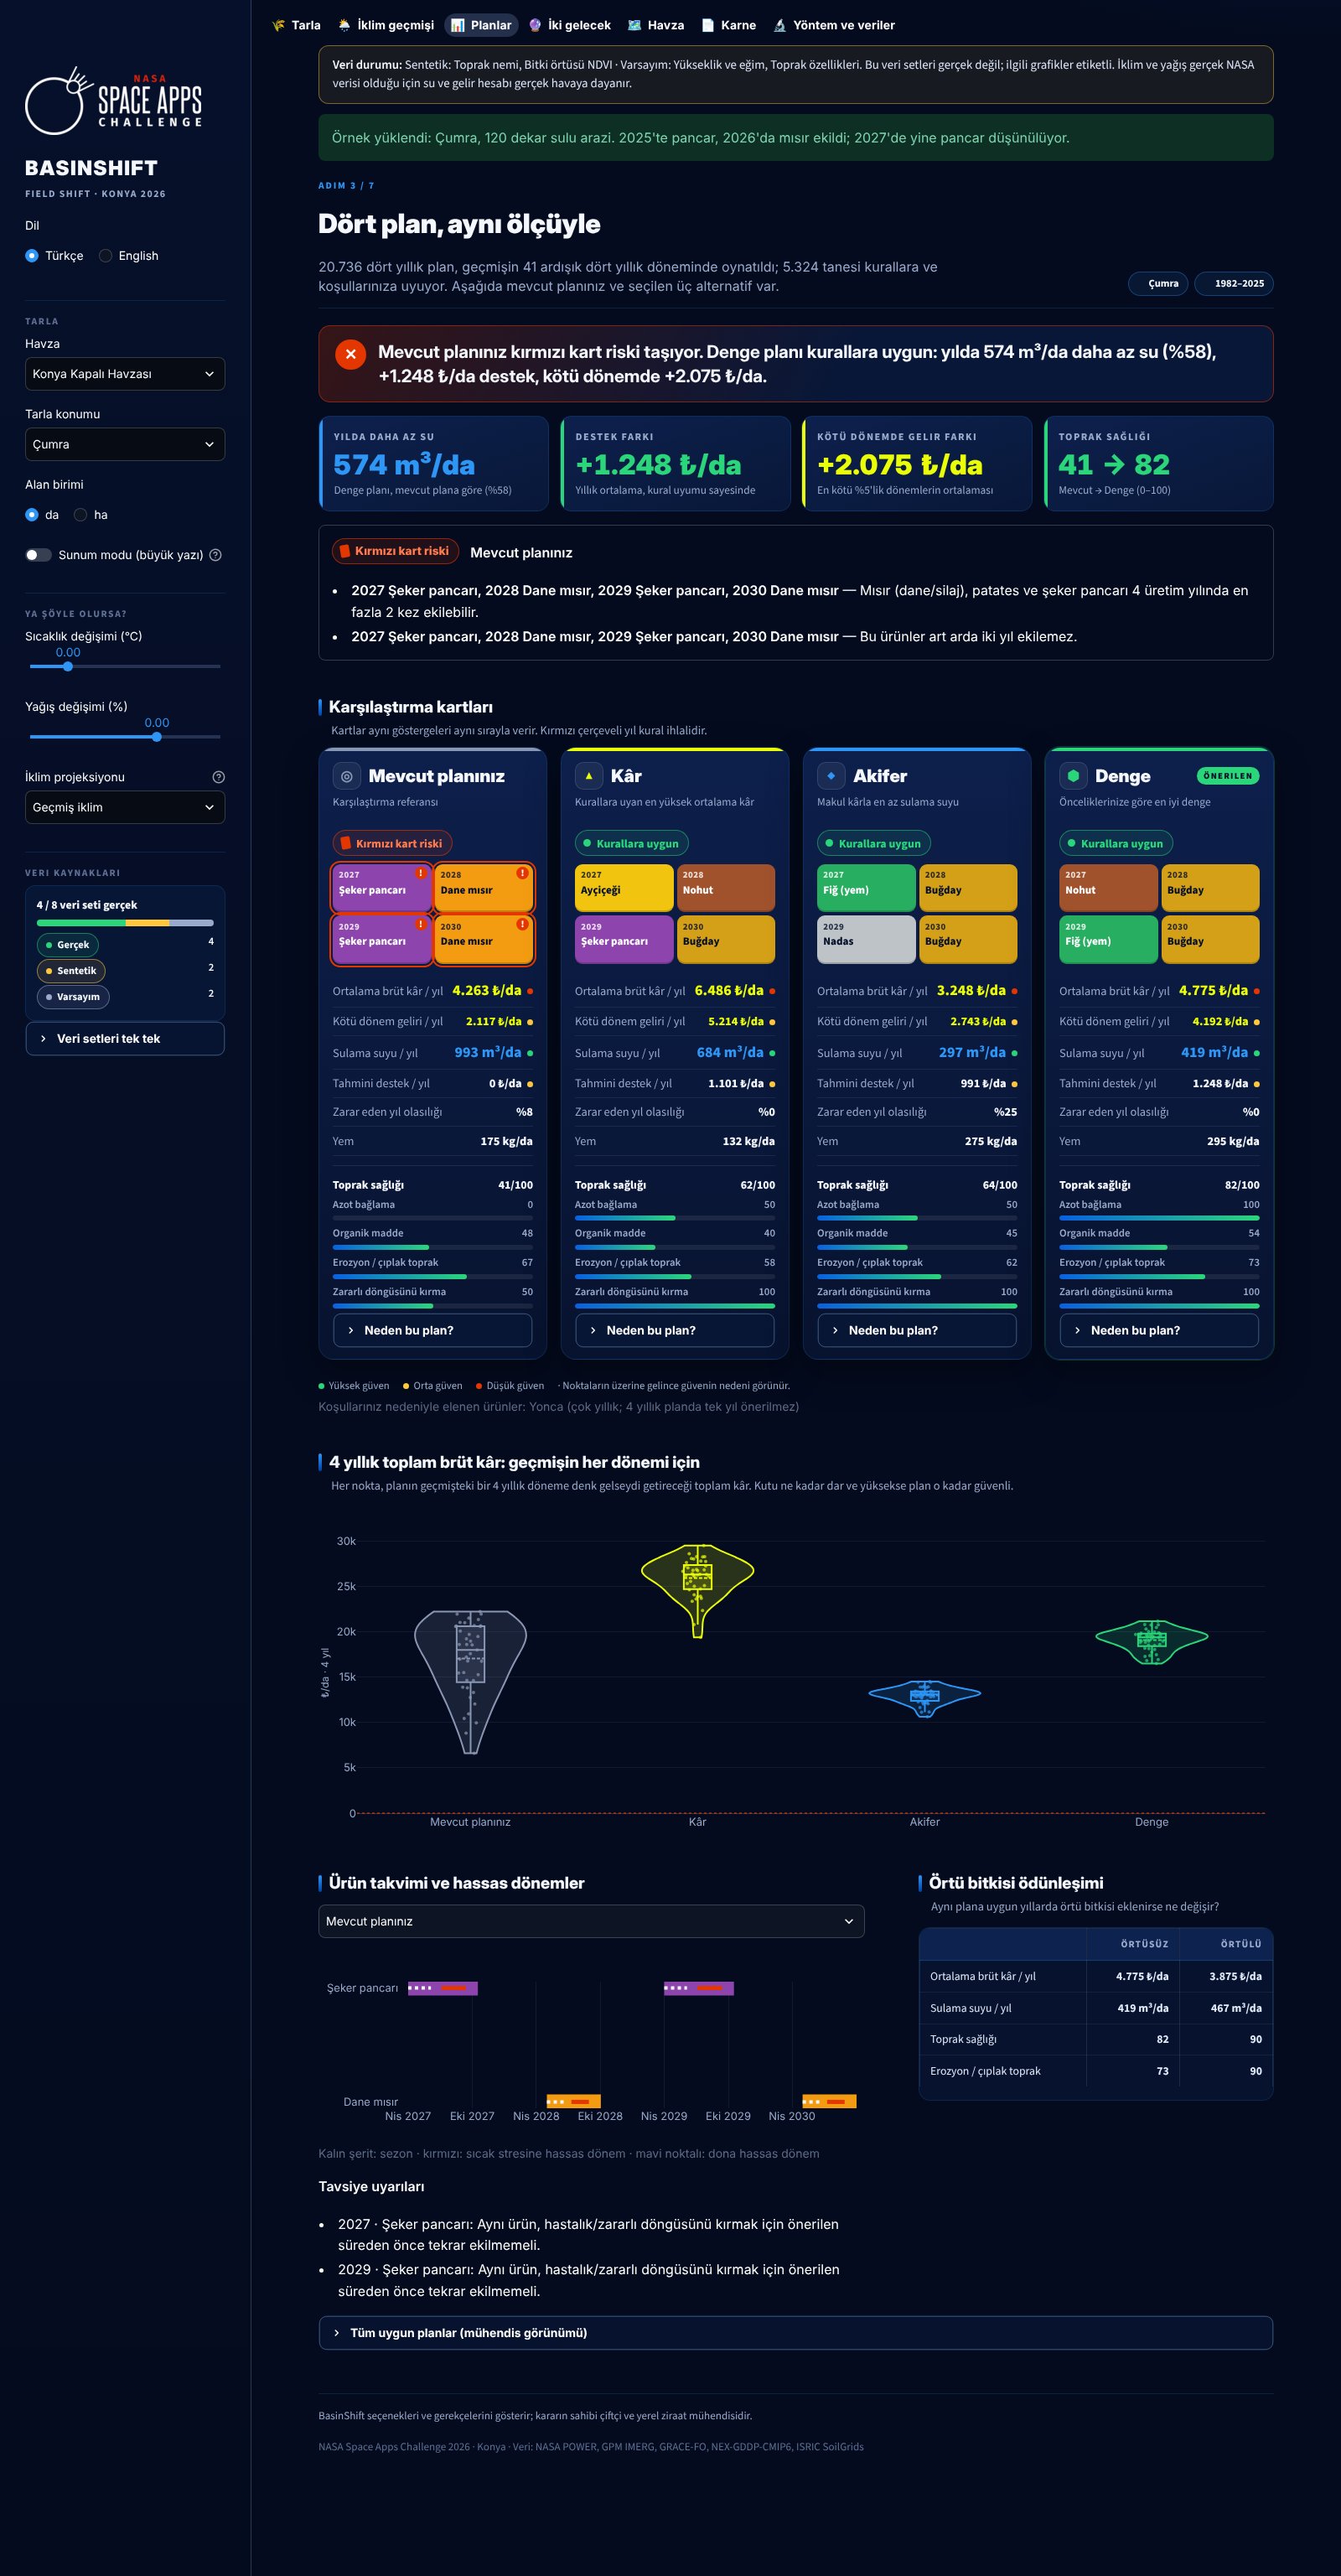 NASA
SPACE APPS
CHALLENGE
BASINSHIFT
FIELD SHIFT · KONYA 2026
Dil
Türkçe English
TARLA
Havza
Konya Kapalı Havzası
Tarla konumu
Çumra
Alan birimi
da ha
Sunum modu (büyük yazı)
YA ŞÖYLE OLURSA?
Sıcaklık değişimi (°C)
0.00
Yağış değişimi (%)
0.00
İklim projeksiyonu
Geçmiş iklim
VERI KAYNAKLARI
4 / 8 veri seti gerçek
Gerçek 4
Sentetik 2
Varsayım 2
Veri setleri tek tek
Tarla İklim geçmişi Planlar İki gelecek Havza Karne Yöntem ve veriler
Veri durumu: Sentetik: Toprak nemi, Bitki örtüsü NDVI · Varsayım: Yükseklik ve eğim, Toprak özellikleri. Bu veri setleri gerçek değil; ilgili grafikler etiketli. İklim ve yağış gerçek NASA
verisi olduğu için su ve gelir hesabı gerçek havaya dayanır.
Örnek yüklendi: Çumra, 120 dekar sulu arazi. 2025'te pancar, 2026'da mısır ekildi; 2027'de yine pancar düşünülüyor.
ADIM 3 / 7
Dört plan, aynı ölçüyle
20.736 dört yıllık plan, geçmişin 41 ardışık dört yıllık döneminde oynatıldı; 5.324 tanesi kurallara ve
koşullarınıza uyuyor. Aşağıda mevcut planınız ve seçilen üç alternatif var.
Çumra 1982–2025
Mevcut planınız kırmızı kart riski taşıyor. Denge planı kurallara uygun: yılda 574 m³/da daha az su (%58),
+1.248 ₺/da destek, kötü dönemde +2.075 ₺/da.
YILDA DAHA AZ SU
574 m³/da
Denge planı, mevcut plana göre (%58)
DESTEK FARKI
+1.248 ₺/da
Yıllık ortalama, kural uyumu sayesinde
KÖTÜ DÖNEMDE GELIR FARKI
+2.075 ₺/da
En kötü %5'lik dönemlerin ortalaması
TOPRAK SAĞLIĞI
41 → 82
Mevcut → Denge (0–100)
Kırmızı kart riski Mevcut planınız
• 2027 Şeker pancarı, 2028 Dane mısır, 2029 Şeker pancarı, 2030 Dane mısır — Mısır (dane/silaj), patates ve şeker pancarı 4 üretim yılında en
fazla 2 kez ekilebilir.
• 2027 Şeker pancarı, 2028 Dane mısır, 2029 Şeker pancarı, 2030 Dane mısır — Bu ürünler art arda iki yıl ekilemez.
Karşılaştırma kartları
Kartlar aynı göstergeleri aynı sırayla verir. Kırmızı çerçeveli yıl kural ihlalidir.
Mevcut planınız
Karşılaştırma referansı
Kırmızı kart riski
2027 ! 2028 !
Şeker pancarı Dane mısır
2029 ! 2030 !
Şeker pancarı Dane mısır
Ortalama brüt kâr / yıl 4.263 ₺/da
Kötü dönem geliri / yıl 2.117 ₺/da
Sulama suyu / yıl 993 m³/da
Tahmini destek / yıl 0 ₺/da
Zarar eden yıl olasılığı %8
Yem 175 kg/da
Toprak sağlığı 41/100
Azot bağlama 0
Organik madde 48
Erozyon / çıplak toprak 67
Zararlı döngüsünü kırma 50
Neden bu plan?
Kâr
Kurallara uyan en yüksek ortalama kâr
Kurallara uygun
2027 2028
Ayçiçeği Nohut
2029 2030
Şeker pancarı Buğday
Ortalama brüt kâr / yıl 6.486 ₺/da
Kötü dönem geliri / yıl 5.214 ₺/da
Sulama suyu / yıl 684 m³/da
Tahmini destek / yıl 1.101 ₺/da
Zarar eden yıl olasılığı %0
Yem 132 kg/da
Toprak sağlığı 62/100
Azot bağlama 50
Organik madde 40
Erozyon / çıplak toprak 58
Zararlı döngüsünü kırma 100
Neden bu plan?
Akifer
Makul kârla en az sulama suyu
Kurallara uygun
2027 2028
Fiğ (yem) Buğday
2029 2030
Nadas Buğday
Ortalama brüt kâr / yıl 3.248 ₺/da
Kötü dönem geliri / yıl 2.743 ₺/da
Sulama suyu / yıl 297 m³/da
Tahmini destek / yıl 991 ₺/da
Zarar eden yıl olasılığı %25
Yem 275 kg/da
Toprak sağlığı 64/100
Azot bağlama 50
Organik madde 45
Erozyon / çıplak toprak 62
Zararlı döngüsünü kırma 100
Neden bu plan?
Denge ÖNERILEN
Önceliklerinize göre en iyi denge
Kurallara uygun
2027 2028
Nohut Buğday
2029 2030
Fiğ (yem) Buğday
Ortalama brüt kâr / yıl 4.775 ₺/da
Kötü dönem geliri / yıl 4.192 ₺/da
Sulama suyu / yıl 419 m³/da
Tahmini destek / yıl 1.248 ₺/da
Zarar eden yıl olasılığı %0
Yem 295 kg/da
Toprak sağlığı 82/100
Azot bağlama 100
Organik madde 54
Erozyon / çıplak toprak 73
Zararlı döngüsünü kırma 100
Neden bu plan?
Yüksek güven Orta güven Düşük güven · Noktaların üzerine gelince güvenin nedeni görünür.
Koşullarınız nedeniyle elenen ürünler: Yonca (çok yıllık; 4 yıllık planda tek yıl önerilmez)
4 yıllık toplam brüt kâr: geçmişin her dönemi için
Her nokta, planın geçmişteki bir 4 yıllık döneme denk gelseydi getireceği toplam kâr. Kutu ne kadar dar ve yüksekse plan o kadar güvenli.
₺/da · 4 yıl
30k
25k
20k
15k
10k
5k
0
Mevcut planınız Kâr Akifer Denge
Ürün takvimi ve hassas dönemler
Mevcut planınız
Şeker pancarı
Dane mısır
Nis 2027 Eki 2027 Nis 2028 Eki 2028 Nis 2029 Eki 2029 Nis 2030
Kalın şerit: sezon · kırmızı: sıcak stresine hassas dönem · mavi noktalı: dona hassas dönem
Tavsiye uyarıları
• 2027 · Şeker pancarı: Aynı ürün, hastalık/zararlı döngüsünü kırmak için önerilen
süreden önce tekrar ekilmemeli.
• 2029 · Şeker pancarı: Aynı ürün, hastalık/zararlı döngüsünü kırmak için önerilen
süreden önce tekrar ekilmemeli.
Örtü bitkisi ödünleşimi
Aynı plana uygun yıllarda örtü bitkisi eklenirse ne değişir?
ÖRTÜSÜZ ÖRTÜLÜ
Ortalama brüt kâr / yıl 4.775 ₺/da 3.875 ₺/da
Sulama suyu / yıl 419 m³/da 467 m³/da
Toprak sağlığı 82 90
Erozyon / çıplak toprak 73 90
Tüm uygun planlar (mühendis görünümü)
BasinShift seçenekleri ve gerekçelerini gösterir; kararın sahibi çiftçi ve yerel ziraat mühendisidir.
NASA Space Apps Challenge 2026 · Konya · Veri: NASA POWER, GPM IMERG, GRACE-FO, NEX-GDDP-CMIP6, ISRIC SoilGrids